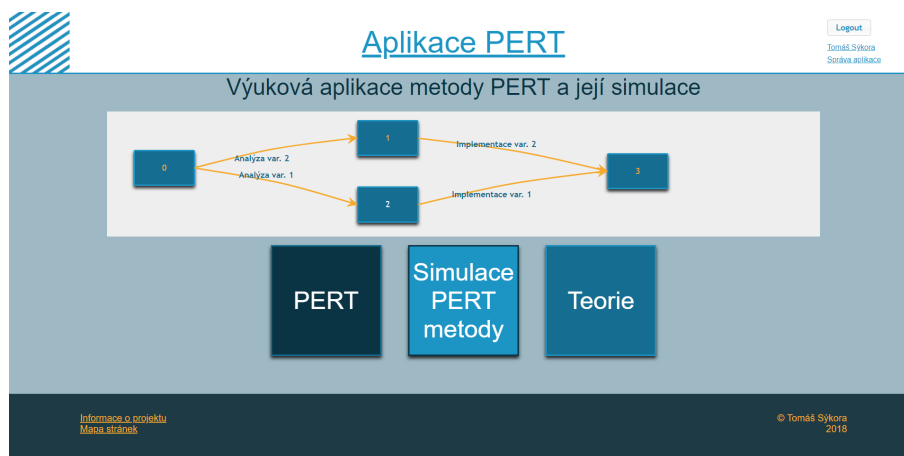 Aplikace PERT
Logout
Tomáš Sýkora
Správa aplikace
Výuková aplikace metody PERT a její simulace
0
1
2
3
Analýza var. 2
Analýza var. 1
Implementace var. 2
Implementace var. 1
PERT
Simulace
PERT
metody
Teorie
Informace o projektu
Mapa stránek
© Tomáš Sýkora
2018